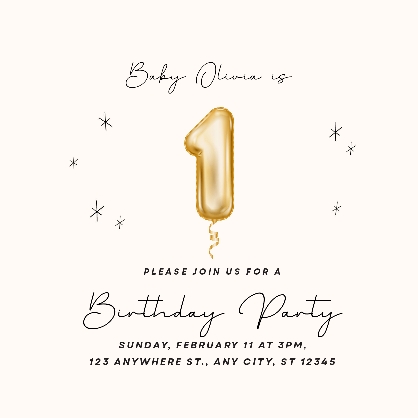 Baby Olivia is
1
PLEASE JOIN US FOR A
Birthday Party
SUNDAY, FEBRUARY 11 AT 3PM,
123 ANYWHERE ST., ANY CITY, ST 12345